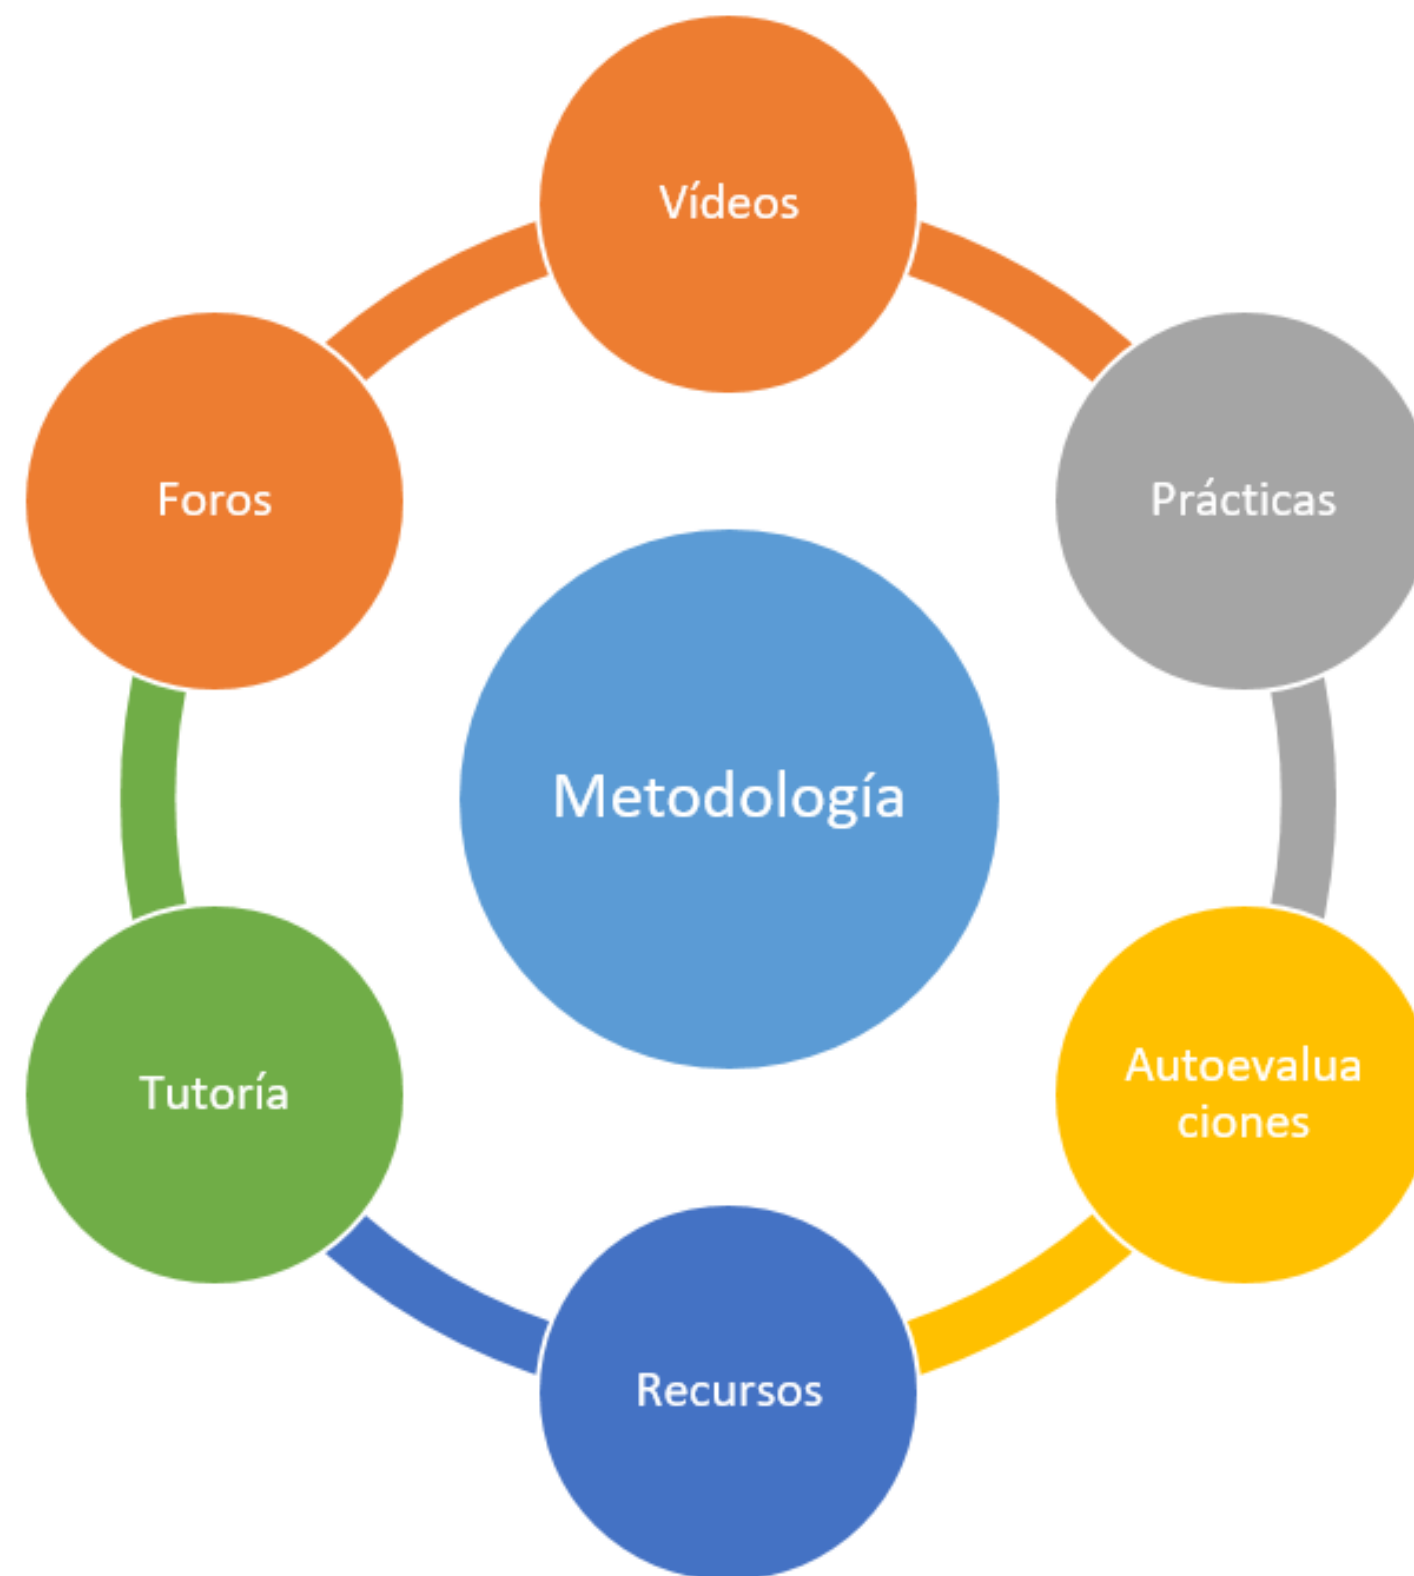 Vídeos
Foros
Prácticas
Metodología
Autoevalua
ciones
Tutoría
Recursos